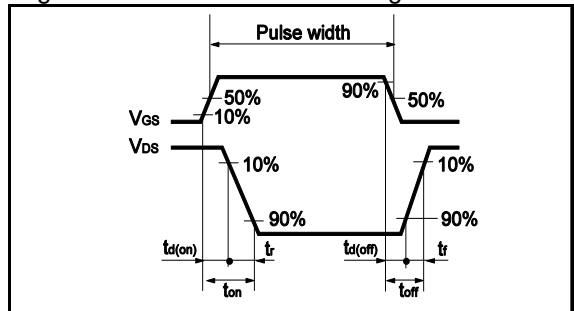 Pulse width
90%
50%
50%
VGS
10%
VDS
10%
10%
90%
90%
td(on)
tr
td(off)
tf
ton
toff